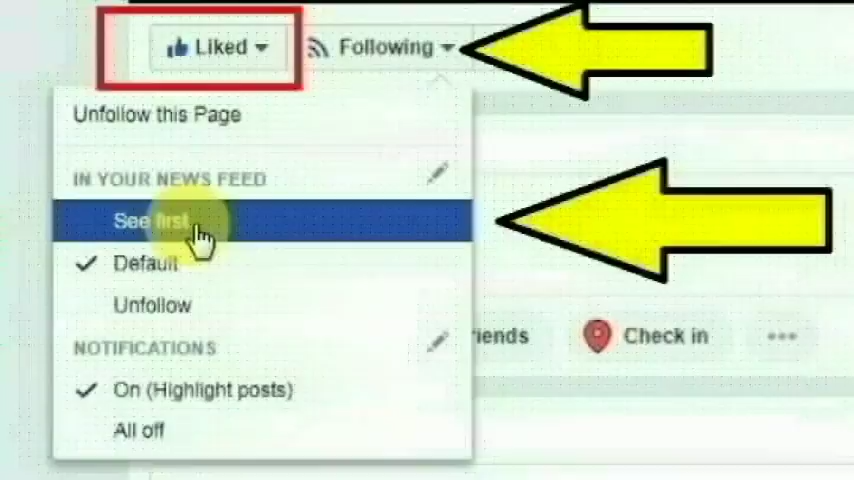 Liked Following
Unfollow this Page
IN YOUR NEWS FEED
See first
Default
Unfollow
NOTIFICATIONS
On (Highlight posts)
All off
riends Check in